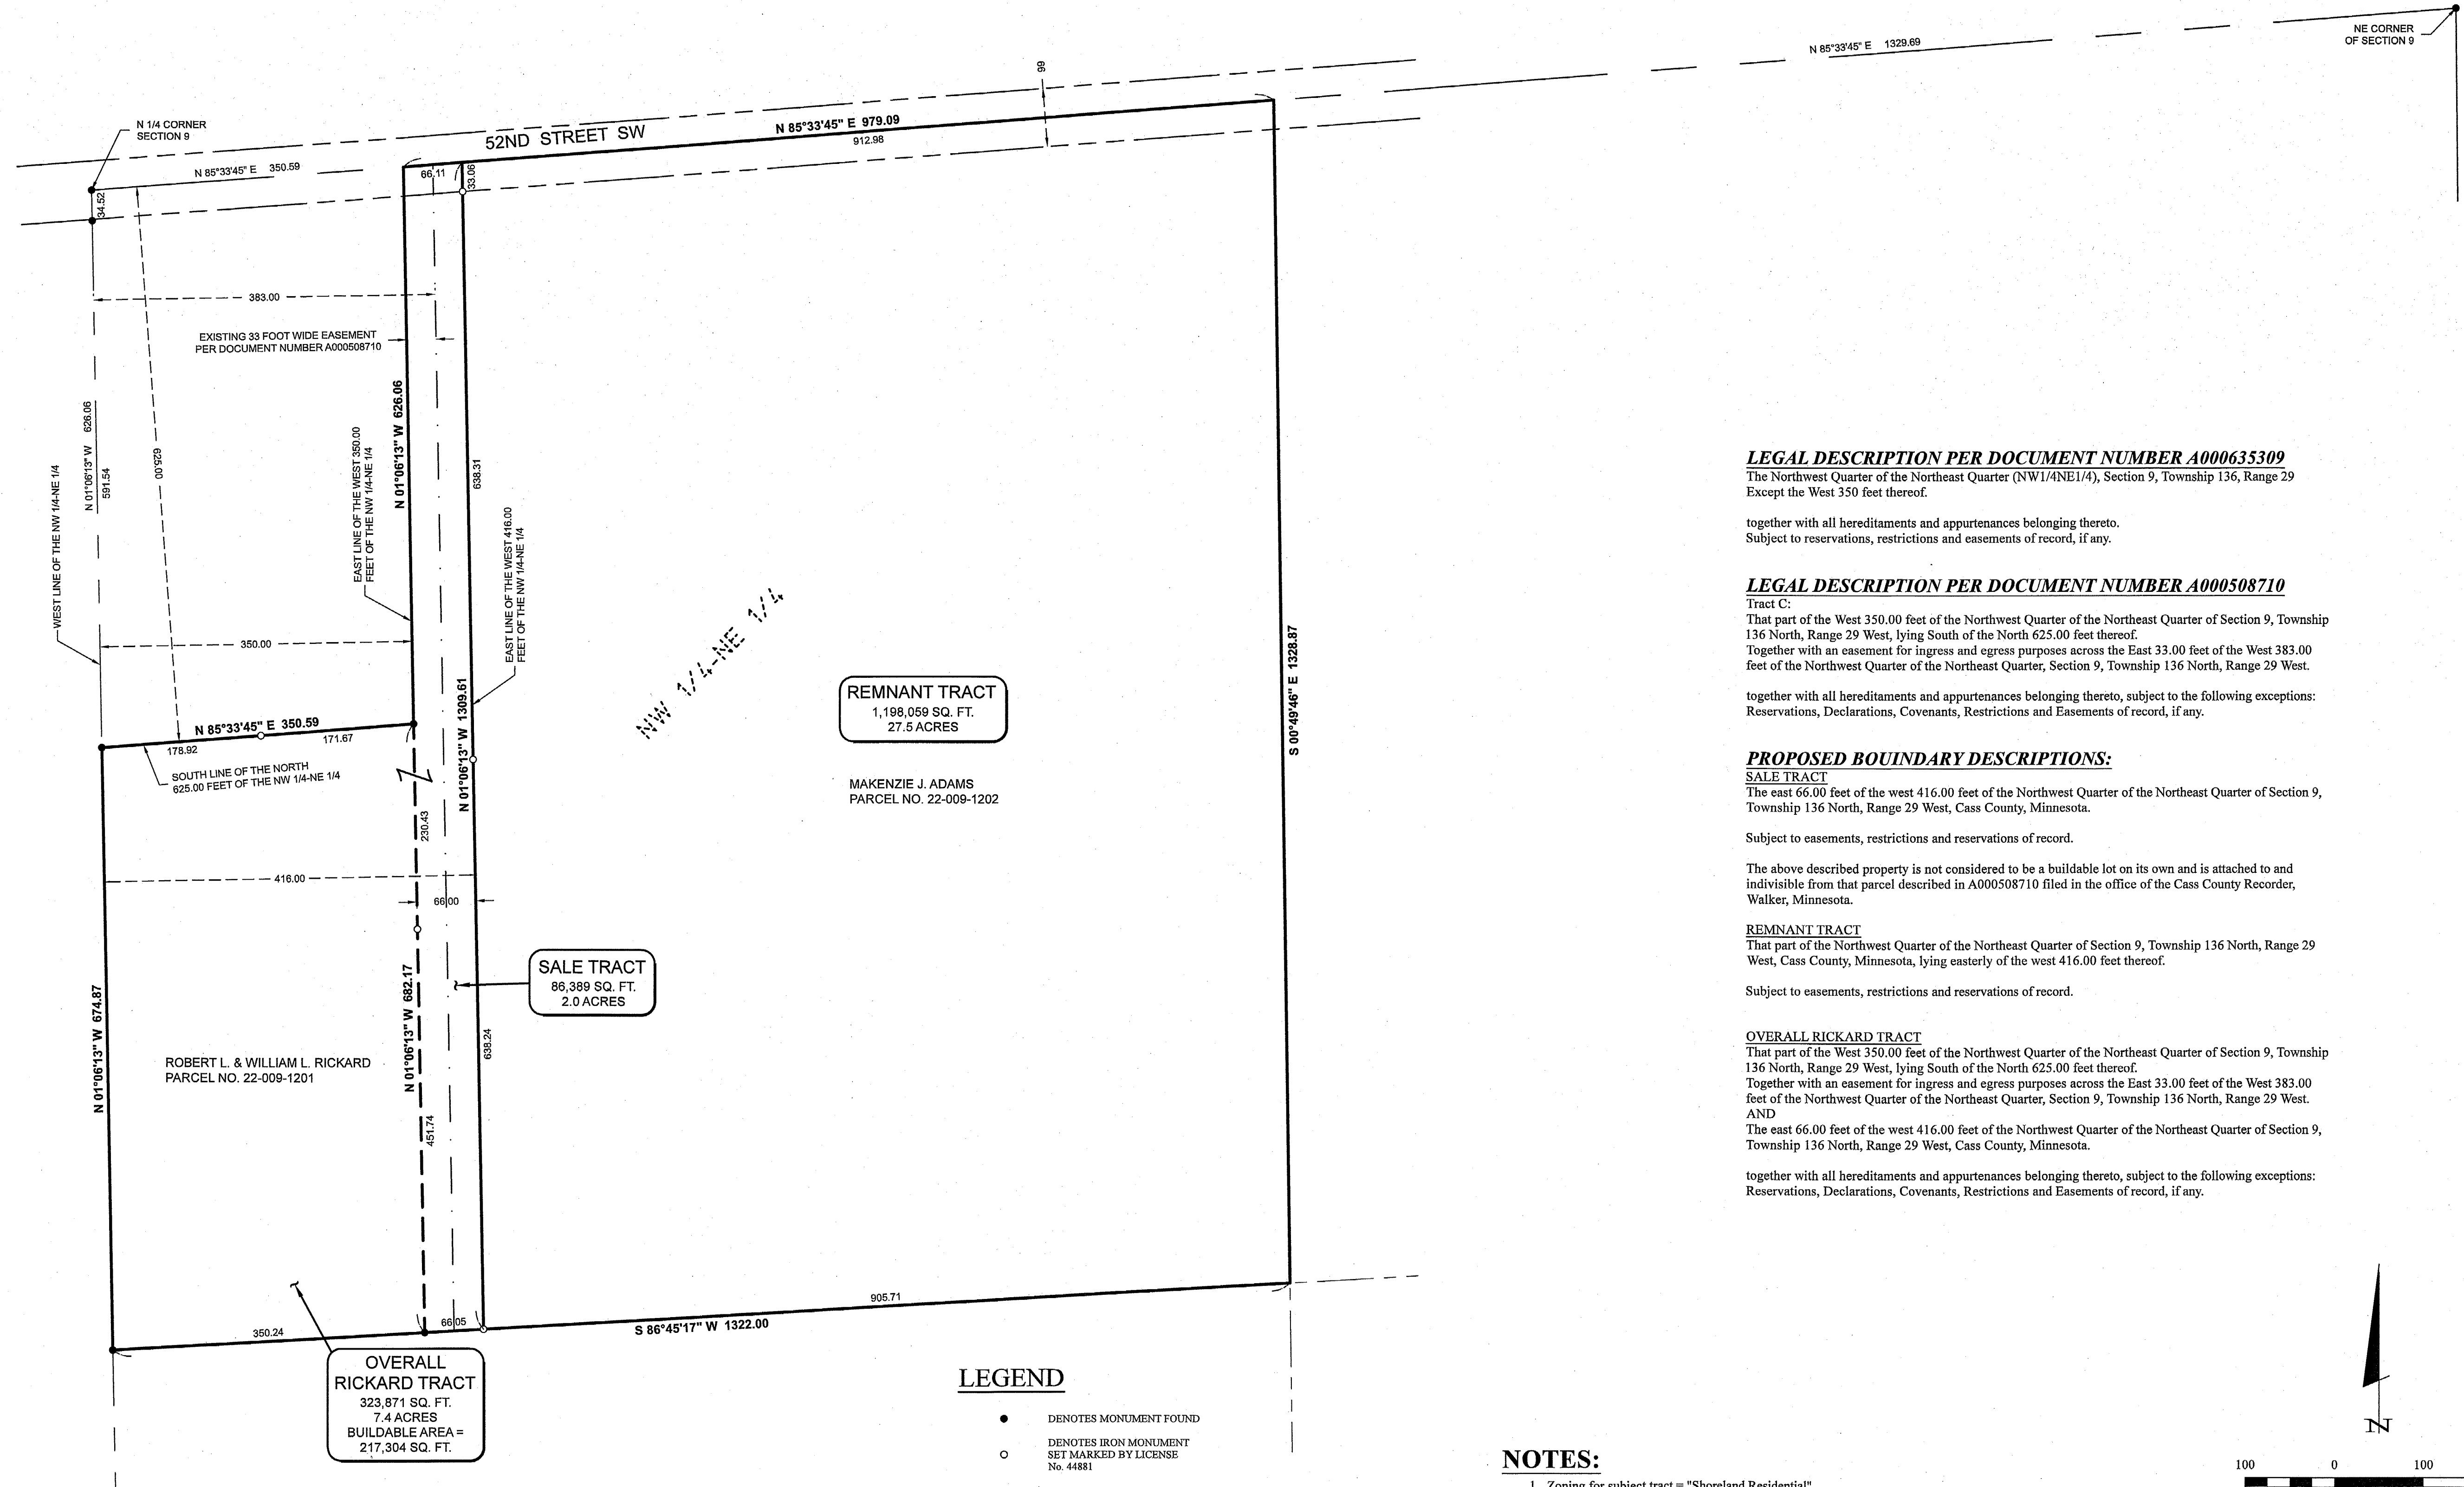 NE CORNER
OF SECTION 9
N 85°33'45" E 1329.69
66
N 1/4 CORNER
SECTION 9
52ND STREET SW
N 85°33'45" E 979.09
912.98
N 85°33'45" E 350.59
66.11
33.06
34.52
383.00
EXISTING 33 FOOT WIDE EASEMENT
PER DOCUMENT NUMBER A000508710
N 01°06'13" W 626.06
591.54
625.00
N 01°06'13" W 626.06
EAST LINE OF THE WEST 350.00
FEET OF THE NW 1/4-NE 1/4
638.31
WEST LINE OF THE NW 1/4-NE 1/4
EAST LINE OF THE WEST 416.00
FEET OF THE NW 1/4-NE 1/4
350.00
NW 1/4-NE 1/4
S 00°49'46" E 1328.87
REMNANT TRACT
1,198,059 SQ. FT.
27.5 ACRES
MAKENZIE J. ADAMS
PARCEL NO. 22-009-1202
N 85°33'45" E 350.59
178.92
171.67
SOUTH LINE OF THE NORTH
625.00 FEET OF THE NW 1/4-NE 1/4
N 01°06'13" W 1309.61
230.43
416.00
66.00
SALE TRACT
86,389 SQ. FT.
2.0 ACRES
N 01°06'13" W 674.87
N 01°06'13" W 682.17
638.24
ROBERT L. & WILLIAM L. RICKARD
PARCEL NO. 22-009-1201
451.74
905.71
S 86°45'17" W 1322.00
350.24
66.05
OVERALL
RICKARD TRACT
323,871 SQ. FT.
7.4 ACRES
BUILDABLE AREA =
217,304 SQ. FT.
LEGEND
DENOTES MONUMENT FOUND
DENOTES IRON MONUMENT
SET MARKED BY LICENSE
No. 44881
LEGAL DESCRIPTION PER DOCUMENT NUMBER A000635309
The Northwest Quarter of the Northeast Quarter (NW1/4NE1/4), Section 9, Township 136, Range 29
Except the West 350 feet thereof.
together with all hereditaments and appurtenances belonging thereto.
Subject to reservations, restrictions and easements of record, if any.
LEGAL DESCRIPTION PER DOCUMENT NUMBER A000508710
Tract C:
That part of the West 350.00 feet of the Northwest Quarter of the Northeast Quarter of Section 9, Township
136 North, Range 29 West, lying South of the North 625.00 feet thereof.
Together with an easement for ingress and egress purposes across the East 33.00 feet of the West 383.00
feet of the Northwest Quarter of the Northeast Quarter, Section 9, Township 136 North, Range 29 West.
together with all hereditaments and appurtenances belonging thereto, subject to the following exceptions:
Reservations, Declarations, Covenants, Restrictions and Easements of record, if any.
PROPOSED BOUINDARY DESCRIPTIONS:
SALE TRACT
The east 66.00 feet of the west 416.00 feet of the Northwest Quarter of the Northeast Quarter of Section 9,
Township 136 North, Range 29 West, Cass County, Minnesota.
Subject to easements, restrictions and reservations of record.
The above described property is not considered to be a buildable lot on its own and is attached to and
indivisible from that parcel described in A000508710 filed in the office of the Cass County Recorder,
Walker, Minnesota.
REMNANT TRACT
That part of the Northwest Quarter of the Northeast Quarter of Section 9, Township 136 North, Range 29
West, Cass County, Minnesota, lying easterly of the west 416.00 feet thereof.
Subject to easements, restrictions and reservations of record.
OVERALL RICKARD TRACT
That part of the West 350.00 feet of the Northwest Quarter of the Northeast Quarter of Section 9, Township
136 North, Range 29 West, lying South of the North 625.00 feet thereof.
Together with an easement for ingress and egress purposes across the East 33.00 feet of the West 383.00
feet of the Northwest Quarter of the Northeast Quarter, Section 9, Township 136 North, Range 29 West.
AND
The east 66.00 feet of the west 416.00 feet of the Northwest Quarter of the Northeast Quarter of Section 9,
Township 136 North, Range 29 West, Cass County, Minnesota.
together with all hereditaments and appurtenances belonging thereto, subject to the following exceptions:
Reservations, Declarations, Covenants, Restrictions and Easements of record, if any.
N
NOTES:
1. Zoning for subject tract = "Shoreland Residential"
100 0 100